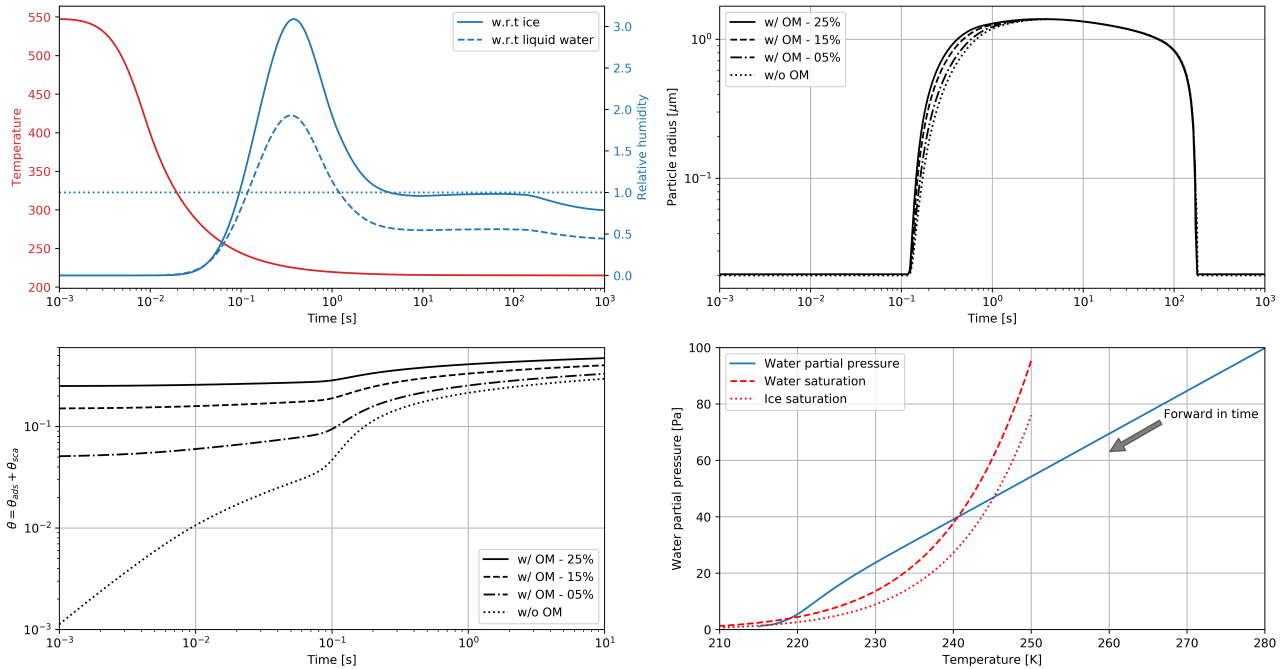 550
500
450
400
350
300
250
200
Temperature
10⁻³
10⁻²
10⁻¹
10⁰
10¹
10²
10³
Time [s]
3.0
2.5
2.0
1.5
1.0
0.5
0.0
Relative humidity
w.r.t ice
w.r.t liquid water
10⁰
10⁻¹
Particle radius [μm]
w/ OM - 25%
w/ OM - 15%
w/ OM - 05%
w/o OM
10⁻³
10⁻²
10⁻¹
10⁰
10¹
10²
10³
Time [s]
10⁻¹
10⁻²
10⁻³
θ = θ_ads + θ_sca
w/ OM - 25%
w/ OM - 15%
w/ OM - 05%
w/o OM
10⁻³
10⁻²
10⁻¹
10⁰
10¹
Time [s]
100
80
60
40
20
0
Water partial pressure [Pa]
Water partial pressure
Water saturation
Ice saturation
Forward in time
210
220
230
240
250
260
270
280
Temperature [K]